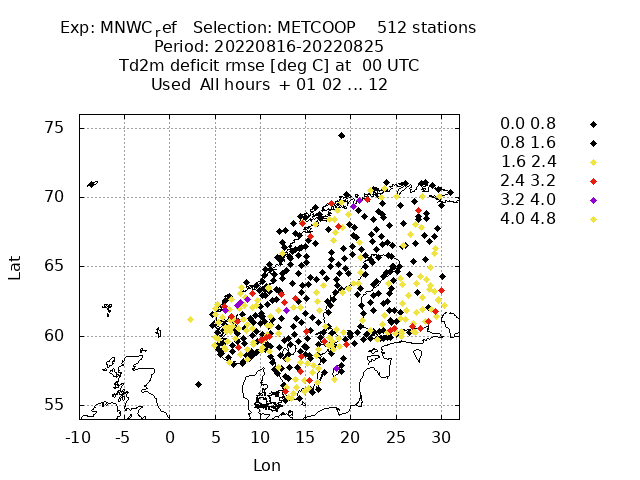 Exp: MNWCref Selection: METCOOP 512 stations
Period: 20220816-20220825
Td2m deficit rmse [deg C] at 00 UTC
Used All hours + 01 02 ... 12
0.0 0.8
0.8 1.6
1.6 2.4
2.4 3.2
3.2 4.0
4.0 4.8
75
70
65
60
55
Lat
-10 -5 0 5 10 15 20 25 30
Lon